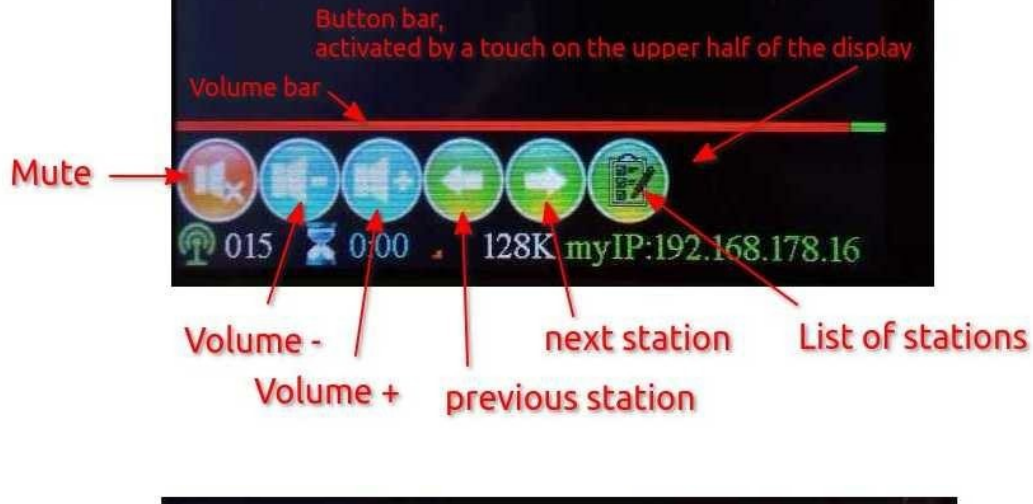 Button bar,
activated by a touch on the upper half of the display
Volume bar
Mute
015 0:00 128K myIP:192.168.178.16
Volume -
next station
List of stations
Volume +
previous station